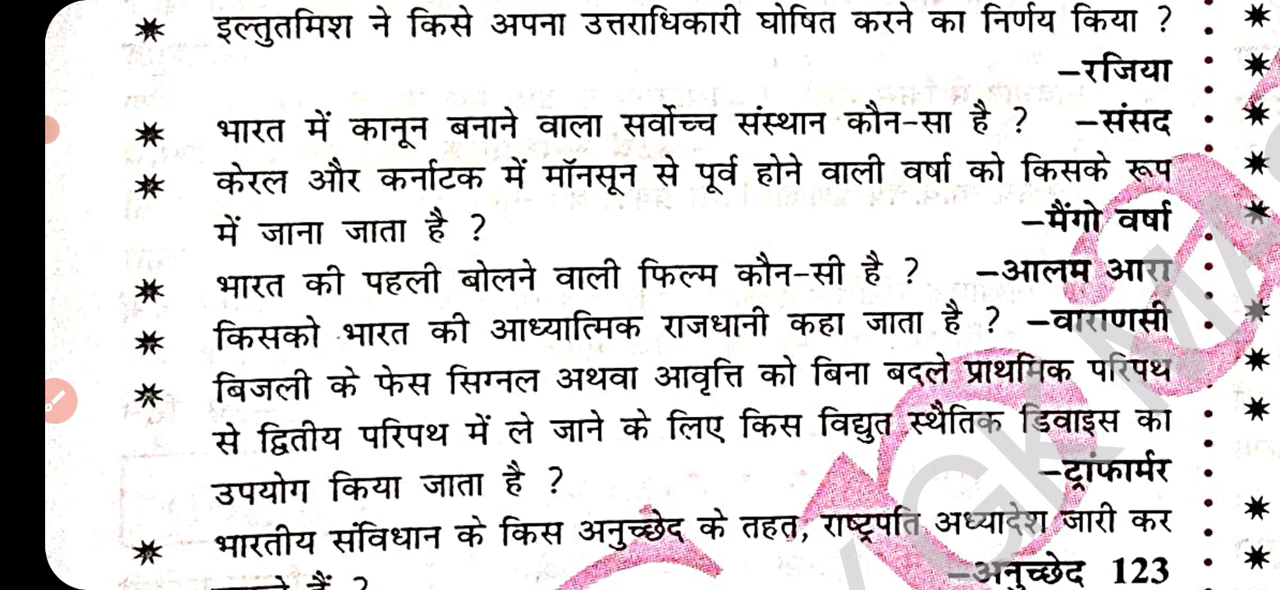 इल्तुतमिश ने किसे अपना उत्तराधिकारी घोषित करने का निर्णय किया ?
–रजिया
भारत में कानून बनाने वाला सर्वोच्च संस्थान कौन-सा है ? –संसद
केरल और कर्नाटक में मॉनसून से पूर्व होने वाली वर्षा को किसके रूप
में जाना जाता है ? –मैंगो वर्षा
भारत की पहली बोलने वाली फिल्म कौन-सी है ? –आलम आरा
किसको भारत की आध्यात्मिक राजधानी कहा जाता है ? –वाराणसी
बिजली के फेस सिग्नल अथवा आवृत्ति को बिना बदले प्राथमिक परिपथ
से द्वितीय परिपथ में ले जाने के लिए किस विद्युत स्थैतिक डिवाइस का
उपयोग किया जाता है ? –ट्रांफार्मर
भारतीय संविधान के किस अनुच्छेद के तहत, राष्ट्रपति अध्यादेश जारी कर
हैं ? –अनुच्छेद 123
GK